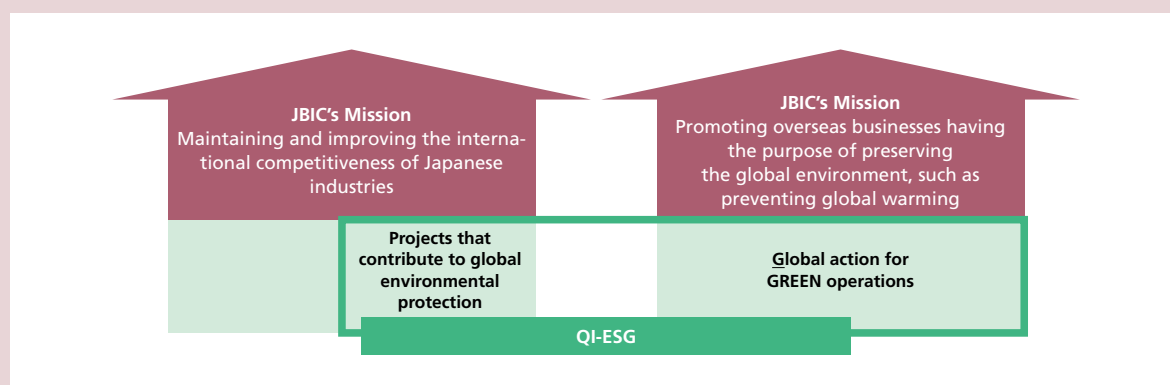 JBIC's Mission
Maintaining and improving the interna-
tional competitiveness of Japanese
industries
JBIC's Mission
Promoting overseas businesses having
the purpose of preserving
the global environment, such as
preventing global warming
Projects that
contribute to global
environmental
protection
Global action for
GREEN operations
QI-ESG